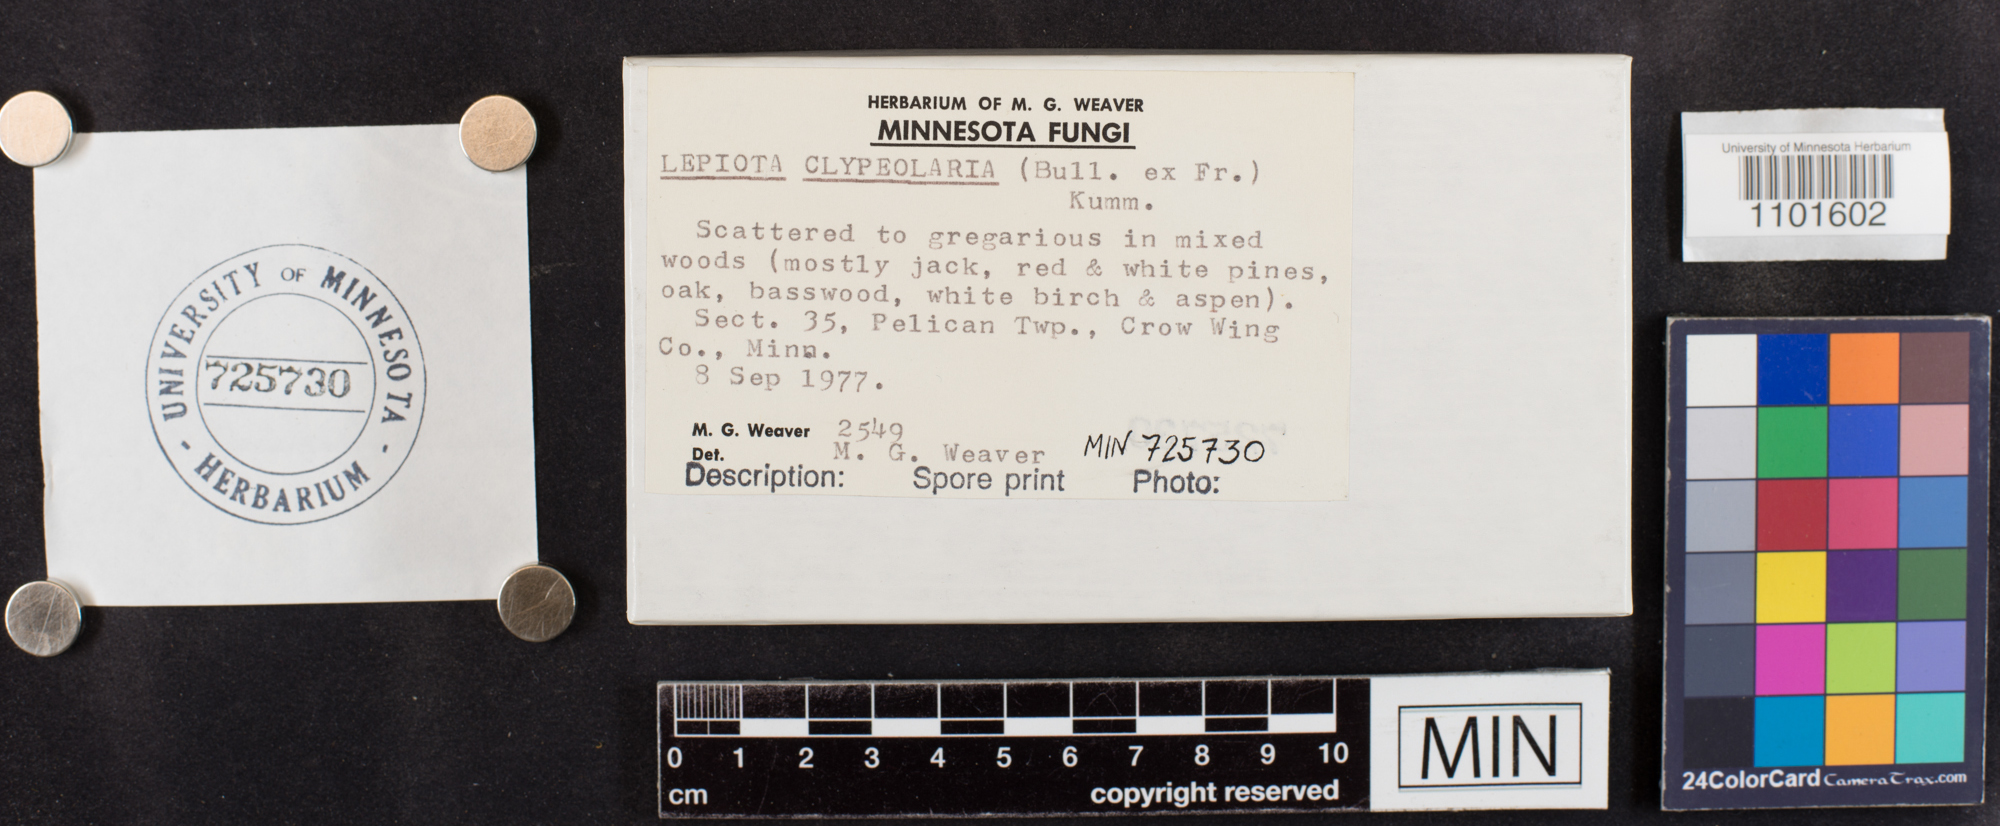 UNIVERSITY OF MINNESOTA
725730
- HERBARIUM -
HERBARIUM OF M. G. WEAVER
MINNESOTA FUNGI
LEPIOTA CLYPEOLARIA (Bull. ex Fr.)
Kumm.
Scattered to gregarious in mixed
woods (mostly jack, red & white pines,
oak, basswood, white birch & aspen).
Sect. 35, Pelican Twp., Crow Wing
Co., Minn.
8 Sep 1977.
M. G. Weaver 2549
Det. M. G. Weaver
MIN 725730
Description: Spore print Photo:
University of Minnesota Herbarium
1101602
0 1 2 3 4 5 6 7 8 9 10
cm copyright reserved
MIN
24ColorCard CameraTrax.com